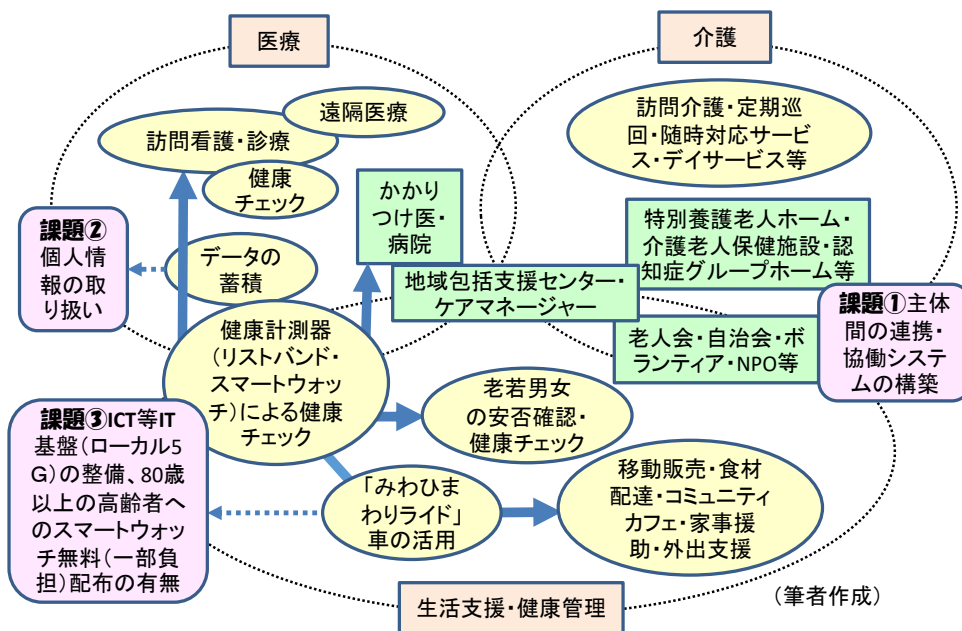 医療
介護
遠隔医療
訪問看護・診療
健康
チェック
訪問介護・定期巡
回・随時対応サービ
ス・デイサービス等
かかり
つけ医・
病院
課題②
個人情
報の取
り扱い
データの
蓄積
特別養護老人ホーム・
介護老人保健施設・認
知症グループホーム等
地域包括支援センター・
ケアマネージャー
課題①主体
間の連携・
協働システ
ムの構築
老人会・自治会・ボ
ランティア・NPO等
健康計測器
（リストバンド・
スマートウォッ
チ）による健康
チェック
老若男女
の安否確認・
健康チェック
課題③ICT等IT
基盤（ローカル5
G）の整備、80歳
以上の高齢者へ
のスマートウォッ
チ無料（一部負
担）配布の有無
「みわひま
わりライド」
車の活用
移動販売・食材
配達・コミュニティ
カフェ・家事援
助・外出支援
生活支援・健康管理
（筆者作成）